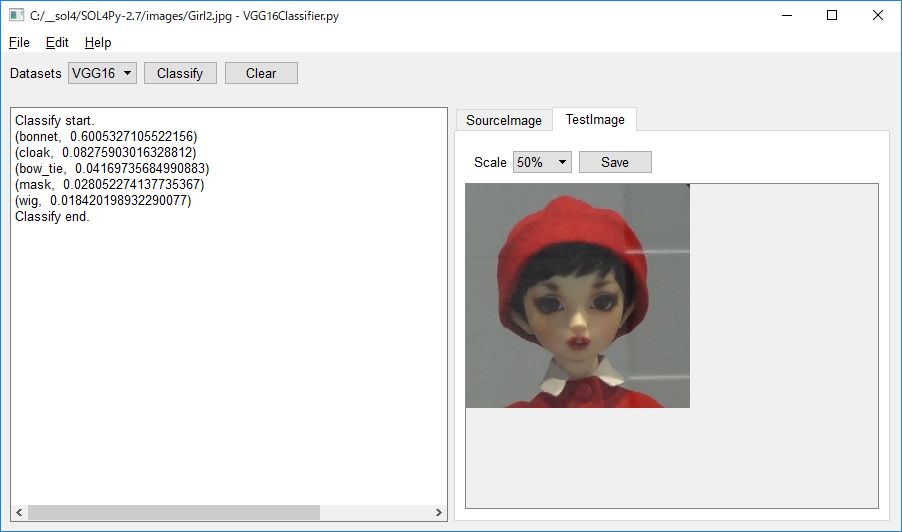 C:/__sol4/SOL4Py-2.7/images/Girl2.jpg - VGG16Classifier.py
File Edit Help
Datasets VGG16 Classify Clear
Classify start.
(bonnet, 0.6005327105522156)
(cloak, 0.08275903016328812)
(bow_tie, 0.04169735684990883)
(mask, 0.028052274137735367)
(wig, 0.018420198932290077)
Classify end.
SourceImage TestImage
Scale 50% Save